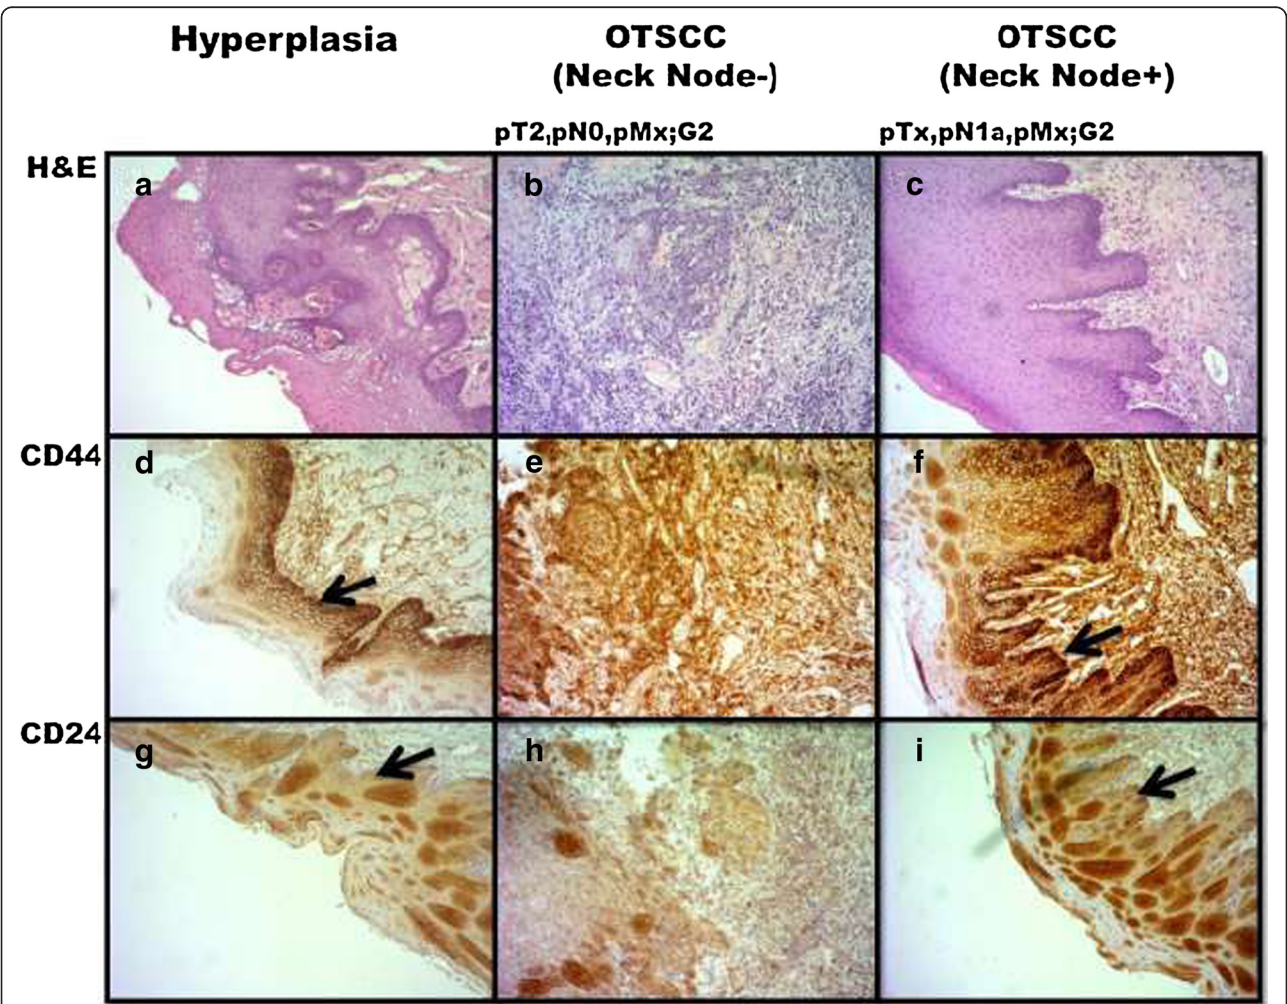 Hyperplasia
OTSCC
(Neck Node-)
OTSCC
(Neck Node+)
pT2,pN0,pMx;G2
pTx,pN1a,pMx;G2
H&E
a
b
c
CD44
d
e
f
CD24
g
h
i